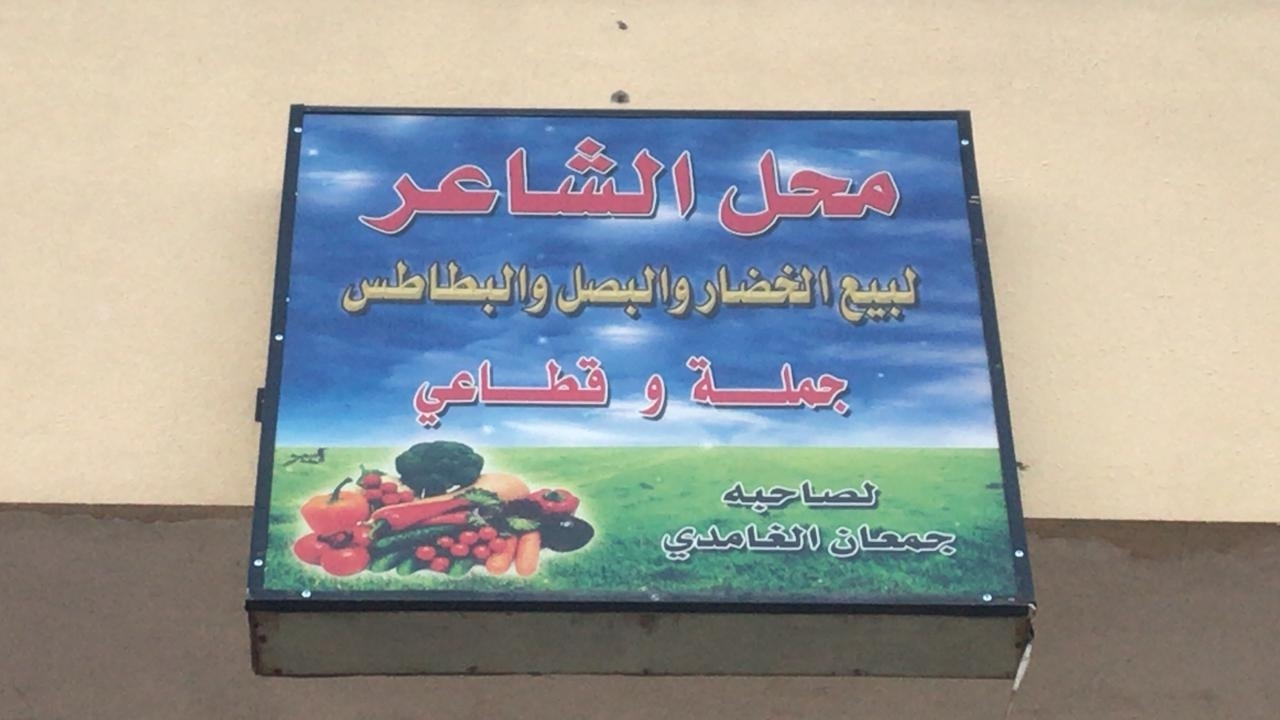 محل الشاعر
لبيع الخضار والبصل والبطاطس
جملة و قطاعي
لصاحبه
جمعان الغامدي